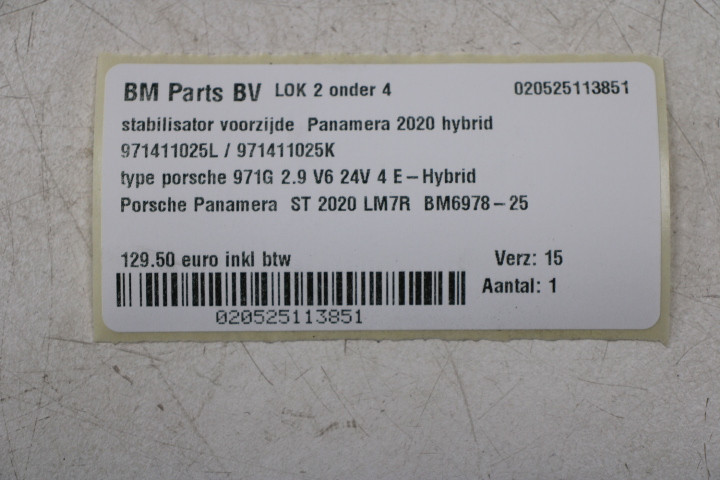 BM Parts BV LOK 2 onder 4 020525113851
stabilisator voorzijde Panamera 2020 hybrid
971411025L / 971411025K
type porsche 971G 2.9 V6 24V 4 E-Hybrid
Porsche Panamera ST 2020 LM7R BM6978-25
129.50 euro inkl btw Verz: 15
Aantal: 1
020525113851